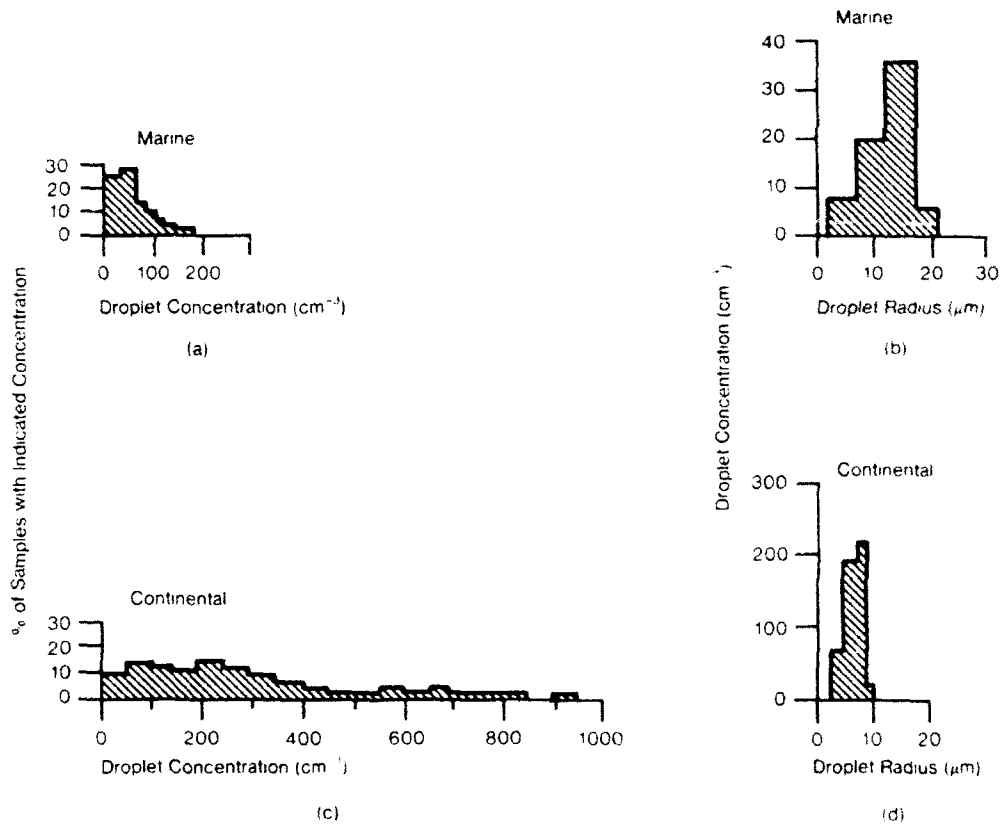 % of Samples with Indicated Concentration
Marine
30
20
10
0
0 100 200
Droplet Concentration (cm⁻³)
(a)
Continental
30
20
10
0
0 200 400 600 800 1000
Droplet Concentration (cm⁻¹)
(c)
Droplet Concentration (cm⁻¹)
Marine
40
30
20
10
0
0 10 20 30
Droplet Radius (μm)
(b)
Continental
300
200
100
0
0 10 20
Droplet Radius (μm)
(d)